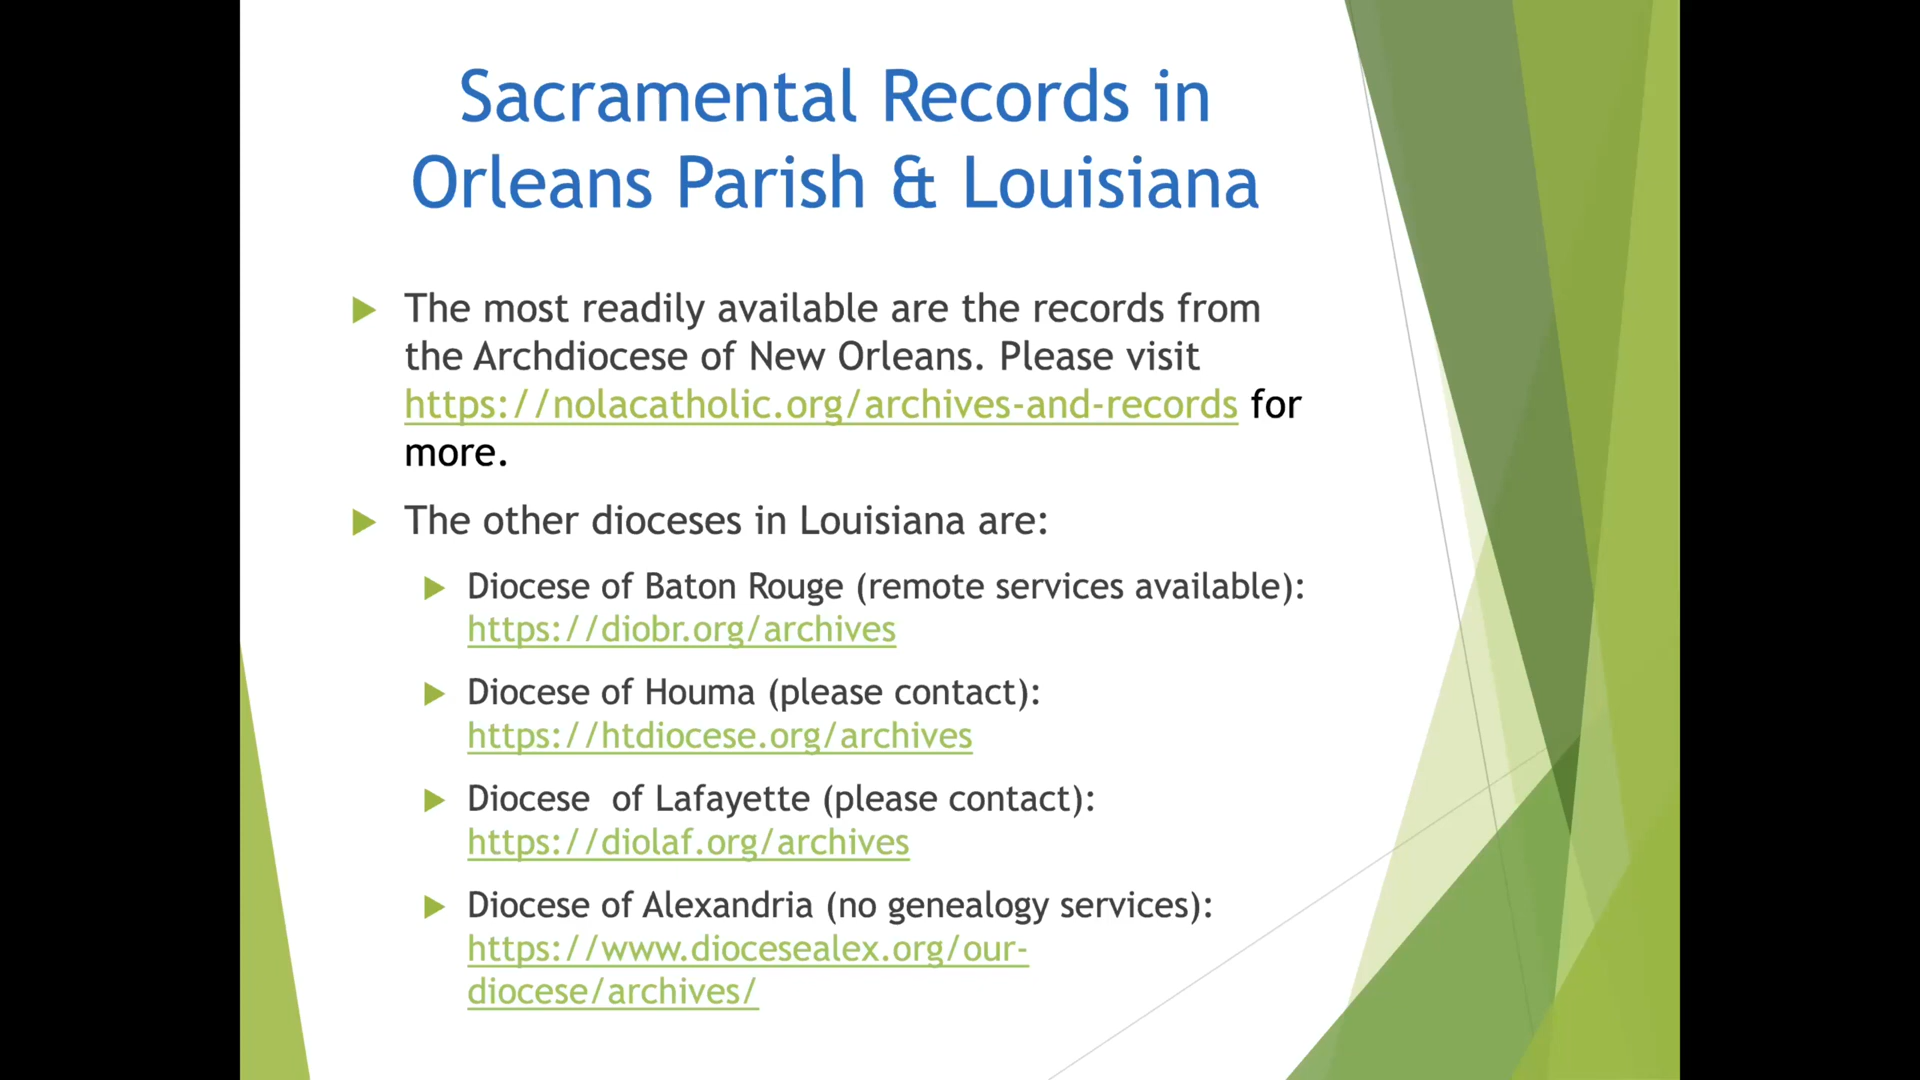 Sacramental Records in
Orleans Parish & Louisiana
The most readily available are the records from
the Archdiocese of New Orleans. Please visit
https://nolacatholic.org/archives-and-records for
more.
The other dioceses in Louisiana are:
Diocese of Baton Rouge (remote services available):
https://diobr.org/archives
Diocese of Houma (please contact):
https://htdiocese.org/archives
Diocese  of Lafayette (please contact):
https://diolaf.org/archives
Diocese of Alexandria (no genealogy services):
https://www.diocesealex.org/our-
diocese/archives/